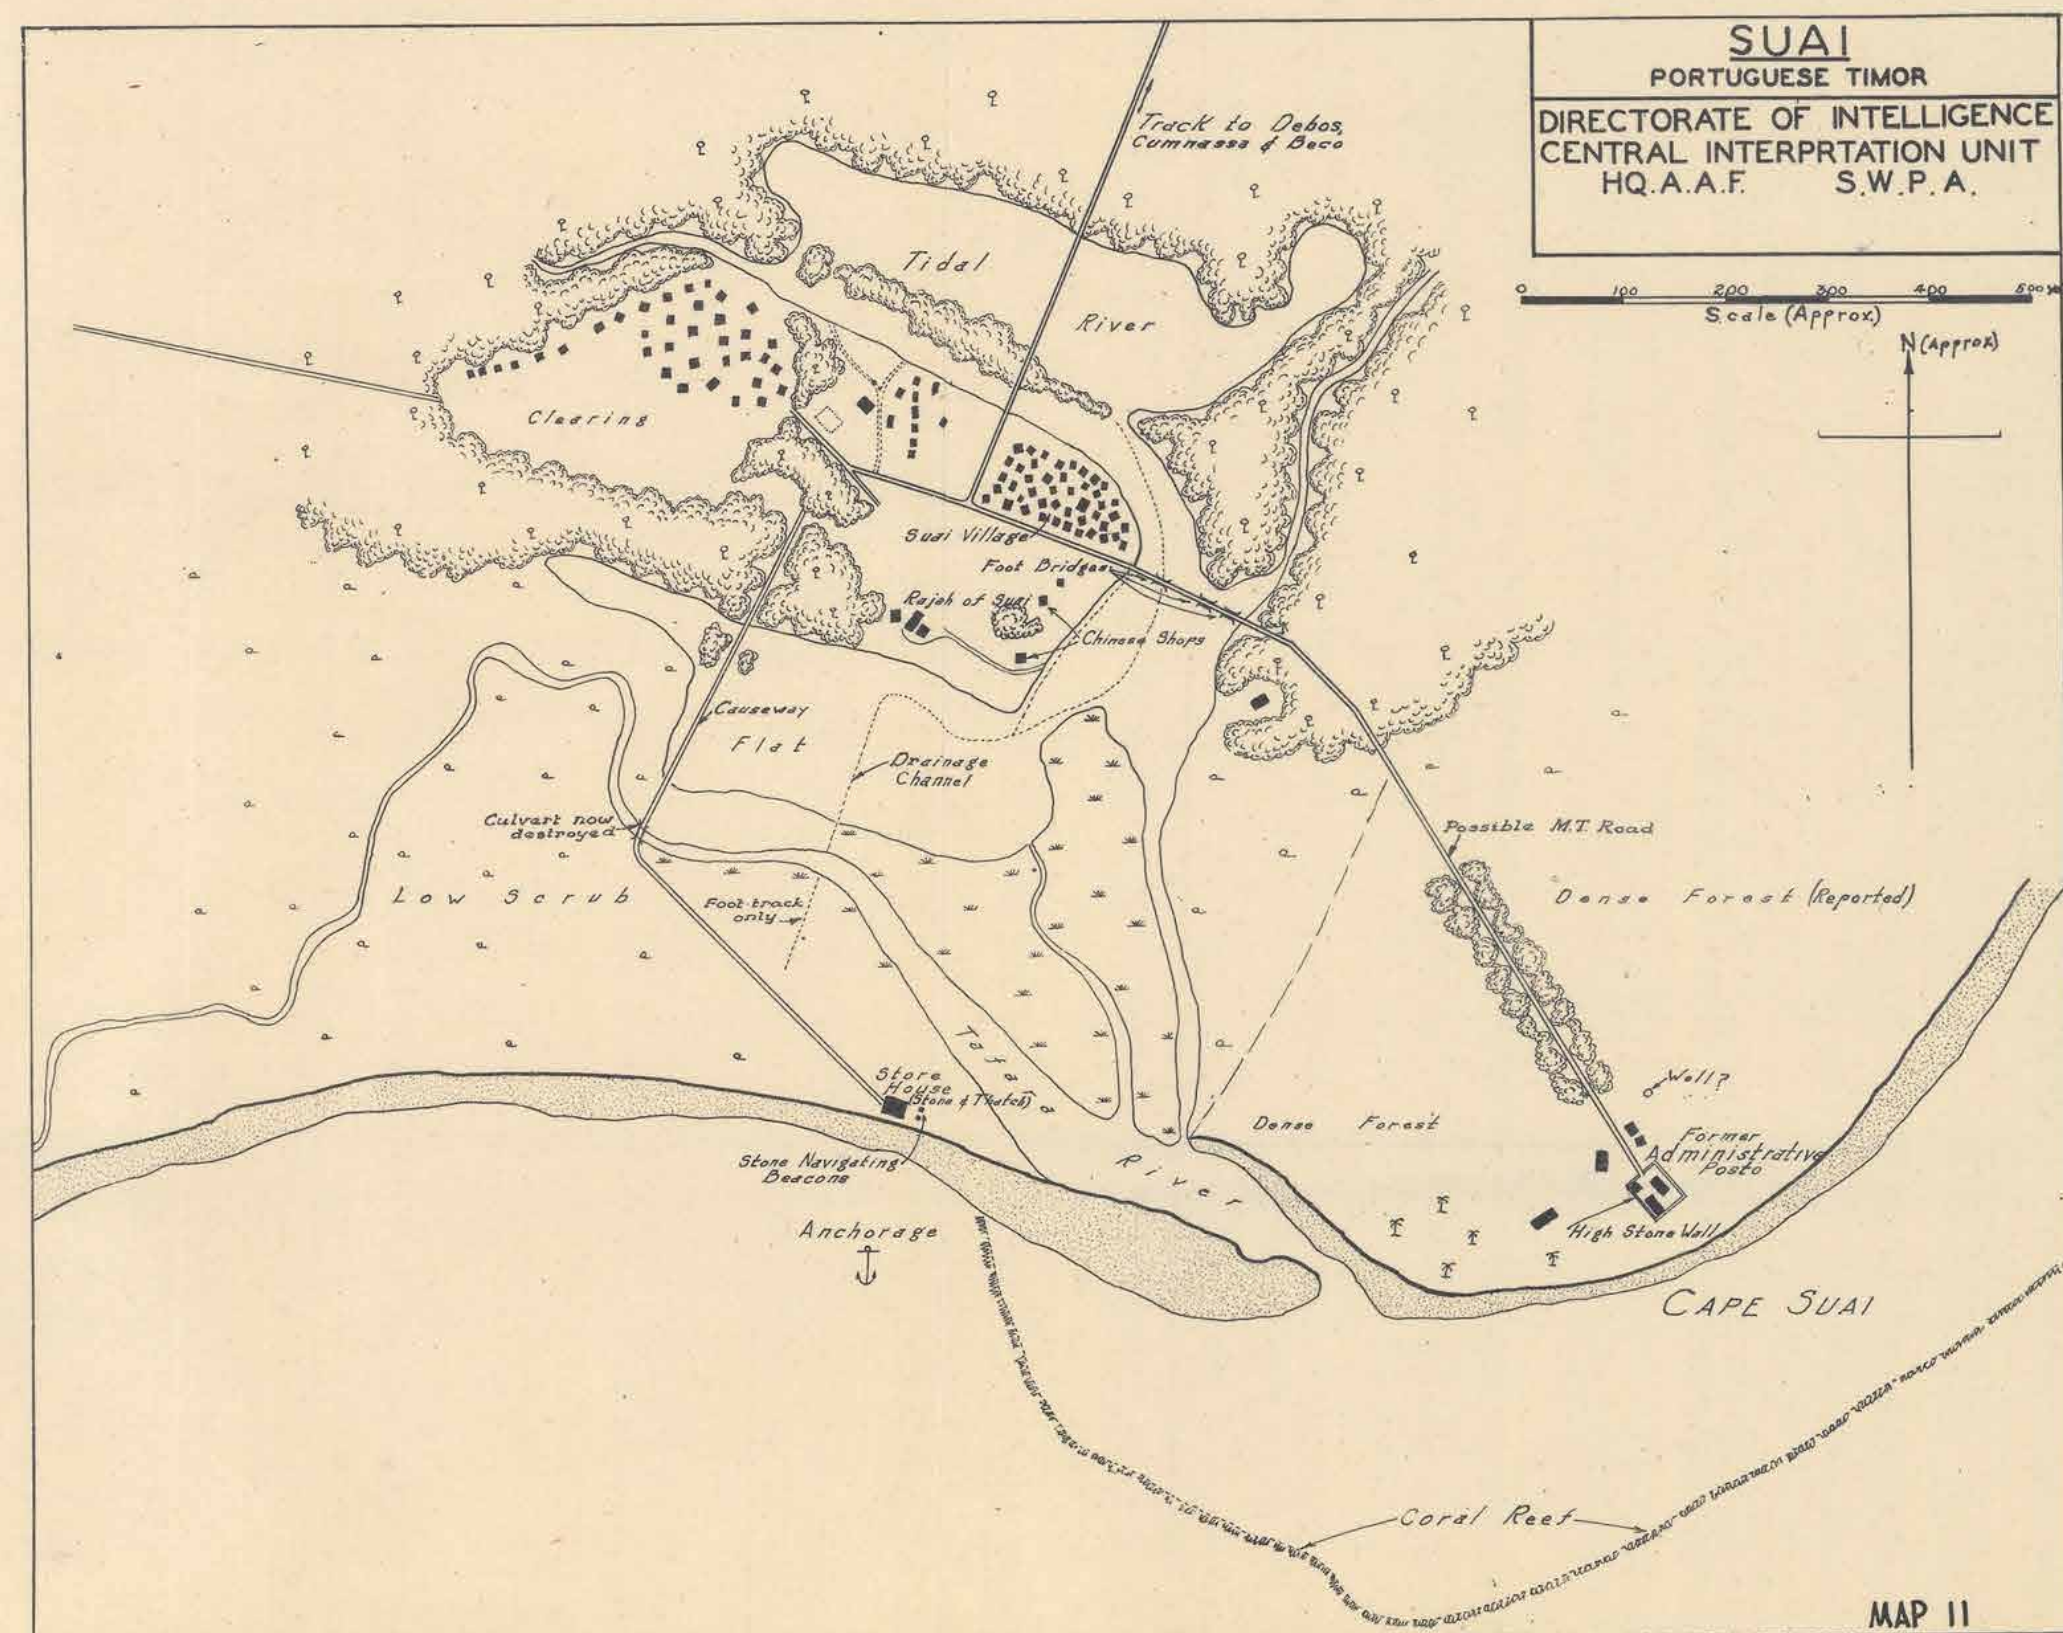 SUAI
PORTUGUESE TIMOR
DIRECTORATE OF INTELLIGENCE
CENTRAL INTERPRTATION UNIT
HQ. A.A.F. S.W.P.A.
0 100 200 300 400 500
Scale (Approx.)
N (Approx)
Track to Debos,
Cumnassa & Beco
Tidal
River
Clearing
Suai Village
Foot Bridges
Rajah of Suai
Chinese Shops
Causeway
Flat
Drainage
Channel
Culvert now
destroyed
Possible M.T. Road
Low Scrub
Foot track
only
Dense Forest (Reported)
Tafara
River
Store
House
(Stone & Thatch)
Well?
Dense Forest
Former
Administrative
Posto
Stone Navigating
Beacons
High Stone Wall
Anchorage
CAPE SUAI
Coral Reef
MAP 11